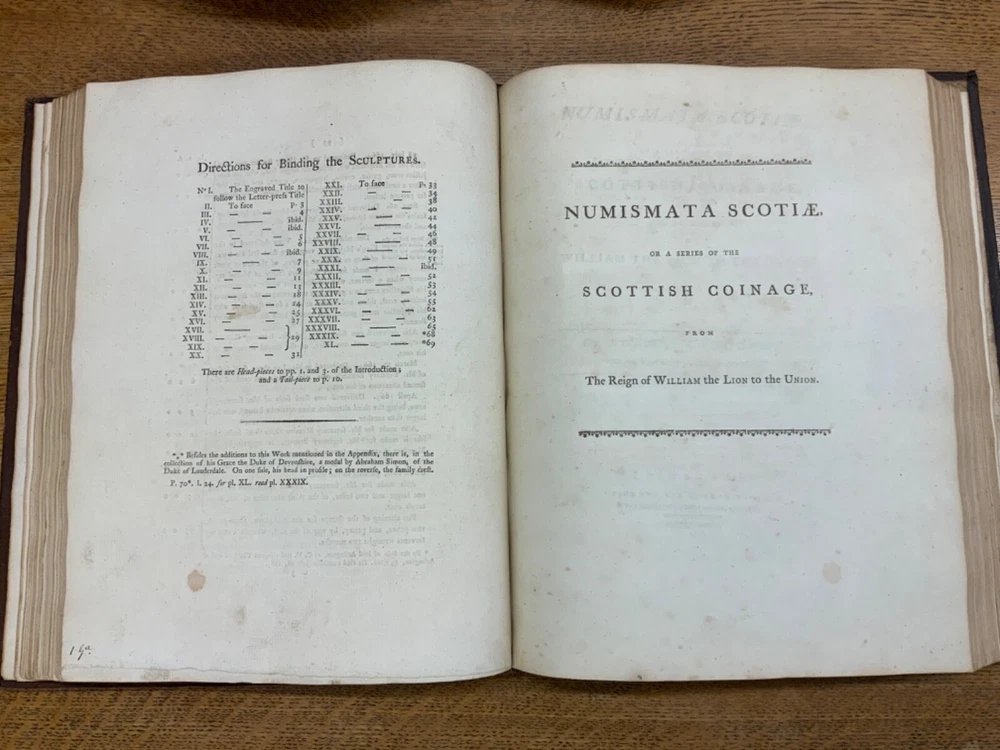 Directions for Binding the SCULPTURES.
No I. The Engraved Title to
follow the Letter-press Title
II. To face p. 3
III. — — 4
IV. —— ibid.
V. — — ibid.
VI. — — 5
VII. — — 6
VIII. — — ibid.
IX. — — 7
X. — — 9
XI. — — 11
XII. — — 13
XIII. — — 18
XIV. — — 24
XV. — — 25
XVI. — — 27
XVII. ——
XVIII. — — } 29
XIX. — —
XX. — — 31
XXI. To face p. 33
XXII. — — 34
XXIII. — — 38
XXIV. — — 40
XXV. —— 42
XXVI. —— 44
XXVII. — — 46
XXVIII. —— 48
XXIX. —— 49
XXX. — — 51
XXXI. —— ibid.
XXXII. — — 52
XXXIII. —— 53
XXXIV. — — 54
XXXV. — — 55
XXXVI. — — 62
XXXVII. — — 63
XXXVIII. —— 65
XXXIX. — — *68
XL. —— *69
There are Head-pieces to pp. 1. and 3. of the Introduction;
and a Tail-piece to p. 10.
*⁎* Besides the additions to this Work mentioned in the Appendix, there is, in the
collection of his Grace the Duke of Devonshire, a medal by Abraham Simon, of the
Duke of Lauderdale. On one side, his head in profile; on the reverse, the family crest.
P. 70*. l. 24. for pl. XL. read pl. XXXIX.
NUMISMATA SCOTIÆ,
OR A SERIES OF THE
SCOTTISH COINAGE,
FROM
The Reign of WILLIAM the LION to the UNION.